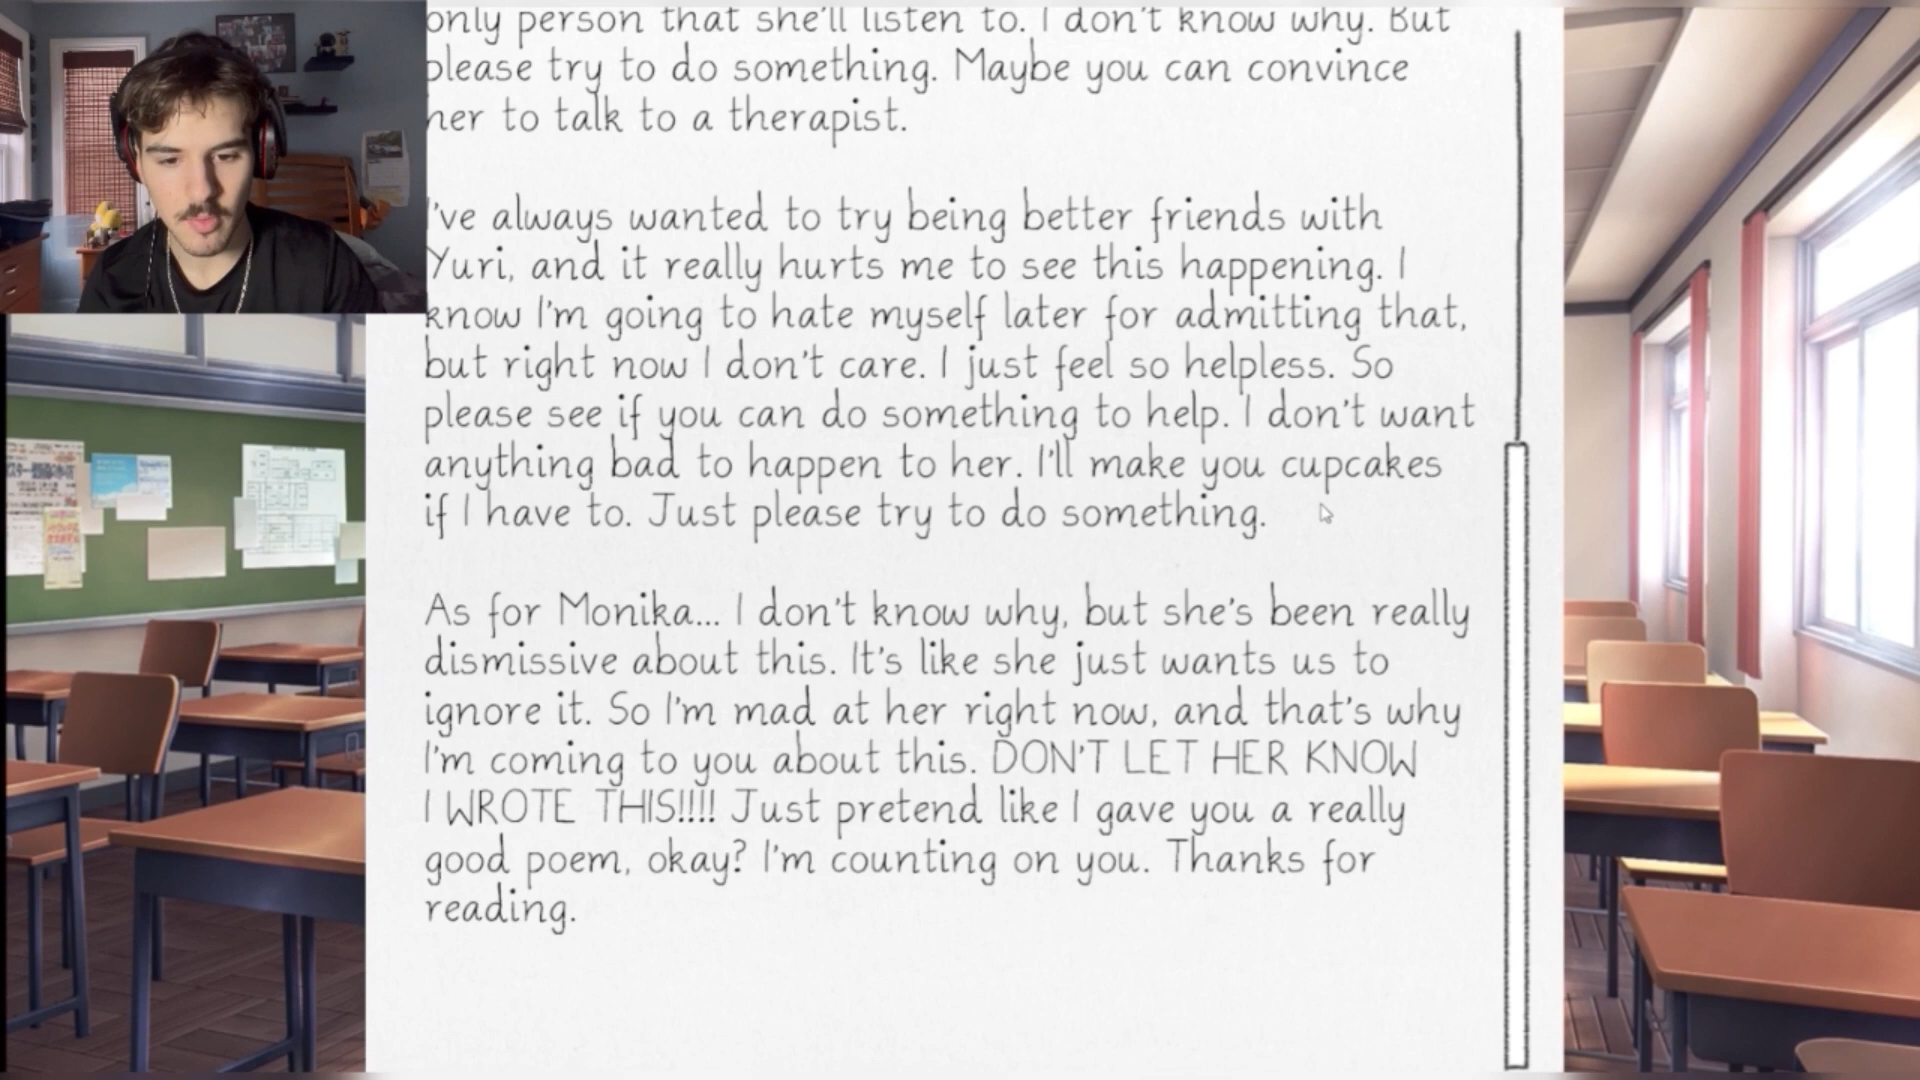 only person that she'll listen to. I don't know why. But
please try to do something. Maybe you can convince
her to talk to a therapist.
I've always wanted to try being better friends with
Yuri, and it really hurts me to see this happening. I
know I'm going to hate myself later for admitting that,
but right now I don't care. I just feel so helpless. So
please see if you can do something to help. I don't want
anything bad to happen to her. I'll make you cupcakes
if I have to. Just please try to do something.
As for Monika... I don't know why, but she's been really
dismissive about this. It's like she just wants us to
ignore it. So I'm mad at her right now, and that's why
I'm coming to you about this. DON'T LET HER KNOW
I WROTE THIS!!!! Just pretend like I gave you a really
good poem, okay? I'm counting on you. Thanks for
reading.